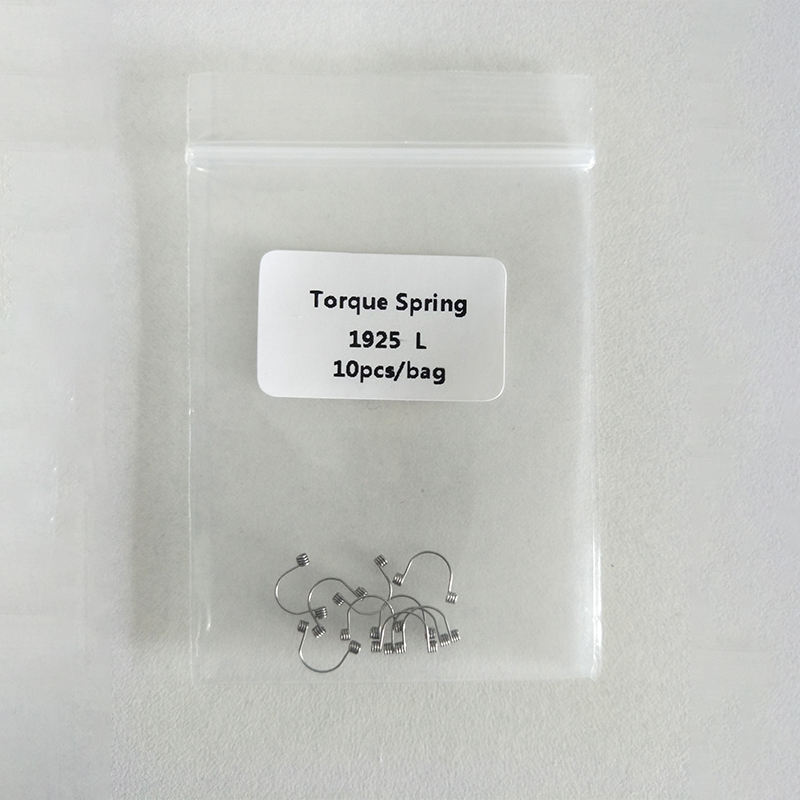 Torque Spring
1925 L
10pcs/bag